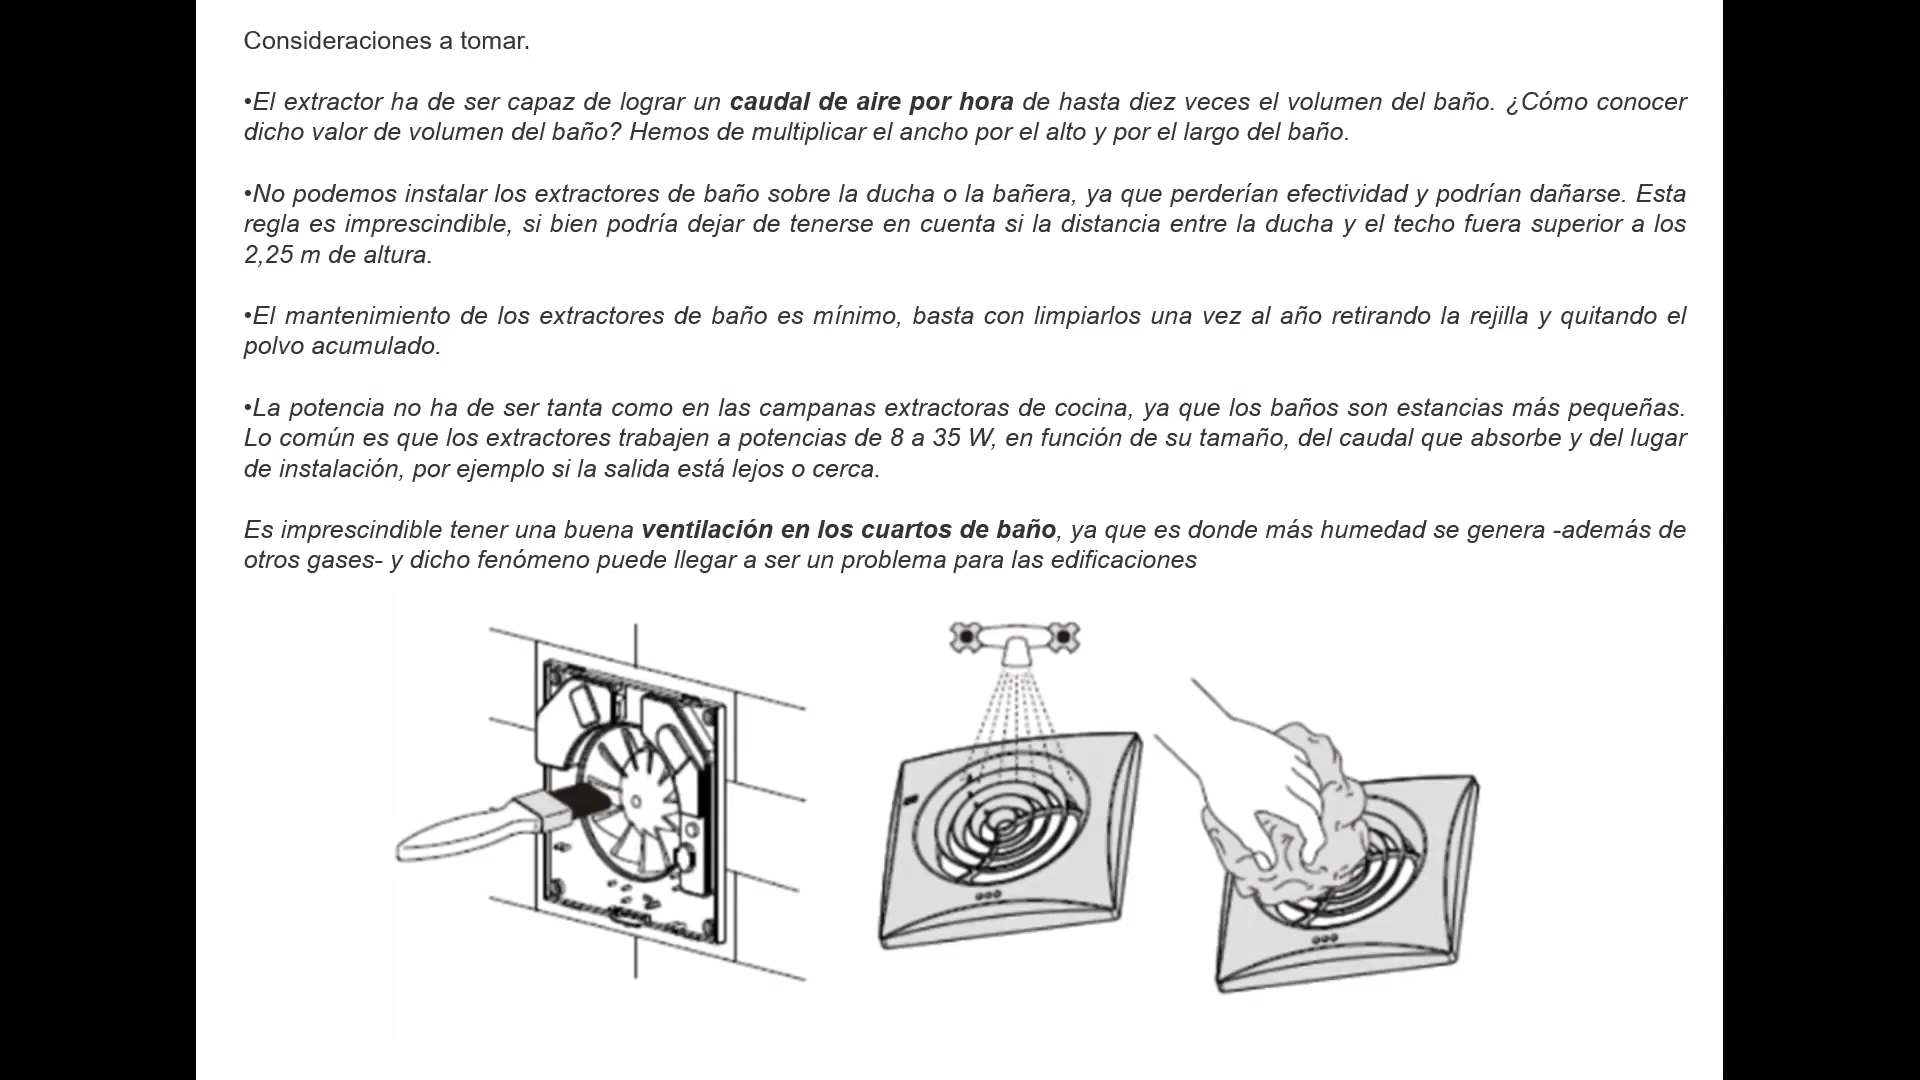 Consideraciones a tomar.
•El extractor ha de ser capaz de lograr un caudal de aire por hora de hasta diez veces el volumen del baño. ¿Cómo conocer
dicho valor de volumen del baño? Hemos de multiplicar el ancho por el alto y por el largo del baño.
•No podemos instalar los extractores de baño sobre la ducha o la bañera, ya que perderían efectividad y podrían dañarse. Esta
regla es imprescindible, si bien podría dejar de tenerse en cuenta si la distancia entre la ducha y el techo fuera superior a los
2,25 m de altura.
•El mantenimiento de los extractores de baño es mínimo, basta con limpiarlos una vez al año retirando la rejilla y quitando el
polvo acumulado.
•La potencia no ha de ser tanta como en las campanas extractoras de cocina, ya que los baños son estancias más pequeñas.
Lo común es que los extractores trabajen a potencias de 8 a 35 W, en función de su tamaño, del caudal que absorbe y del lugar
de instalación, por ejemplo si la salida está lejos o cerca.
Es imprescindible tener una buena ventilación en los cuartos de baño, ya que es donde más humedad se genera -además de
otros gases- y dicho fenómeno puede llegar a ser un problema para las edificaciones